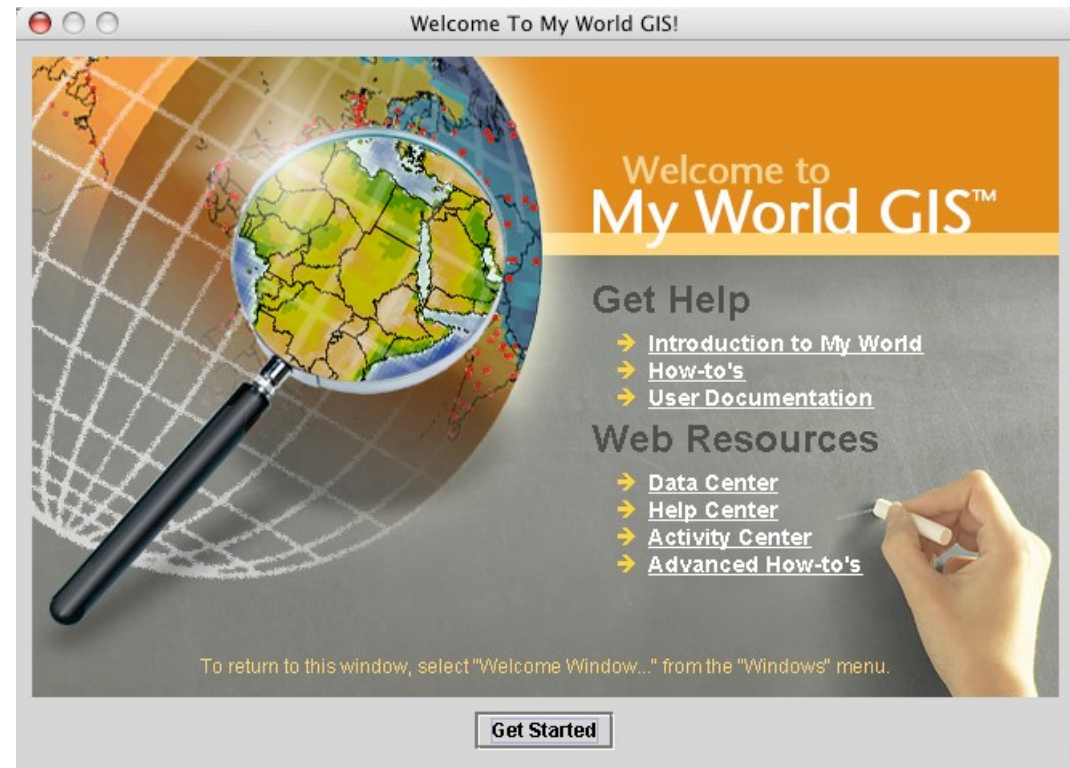 Welcome To My World GIS!
Welcome to
My World GIS™
Get Help
Introduction to My World
How-to's
User Documentation
Web Resources
Data Center
Help Center
Activity Center
Advanced How-to's
To return to this window, select "Welcome Window..." from the "Windows" menu.
Get Started